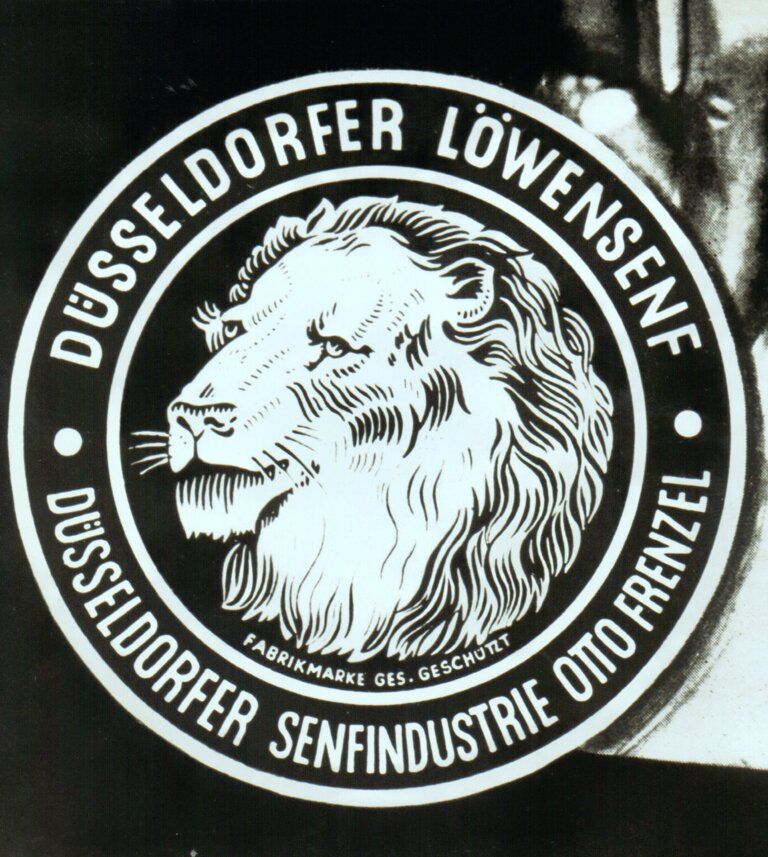 DÜSSELDORFER LÖWENSENF
FABRIKMARKE GES. GESCHÜTZT
DÜSSELDORFER SENFINDUSTRIE OTTO FRENZEL